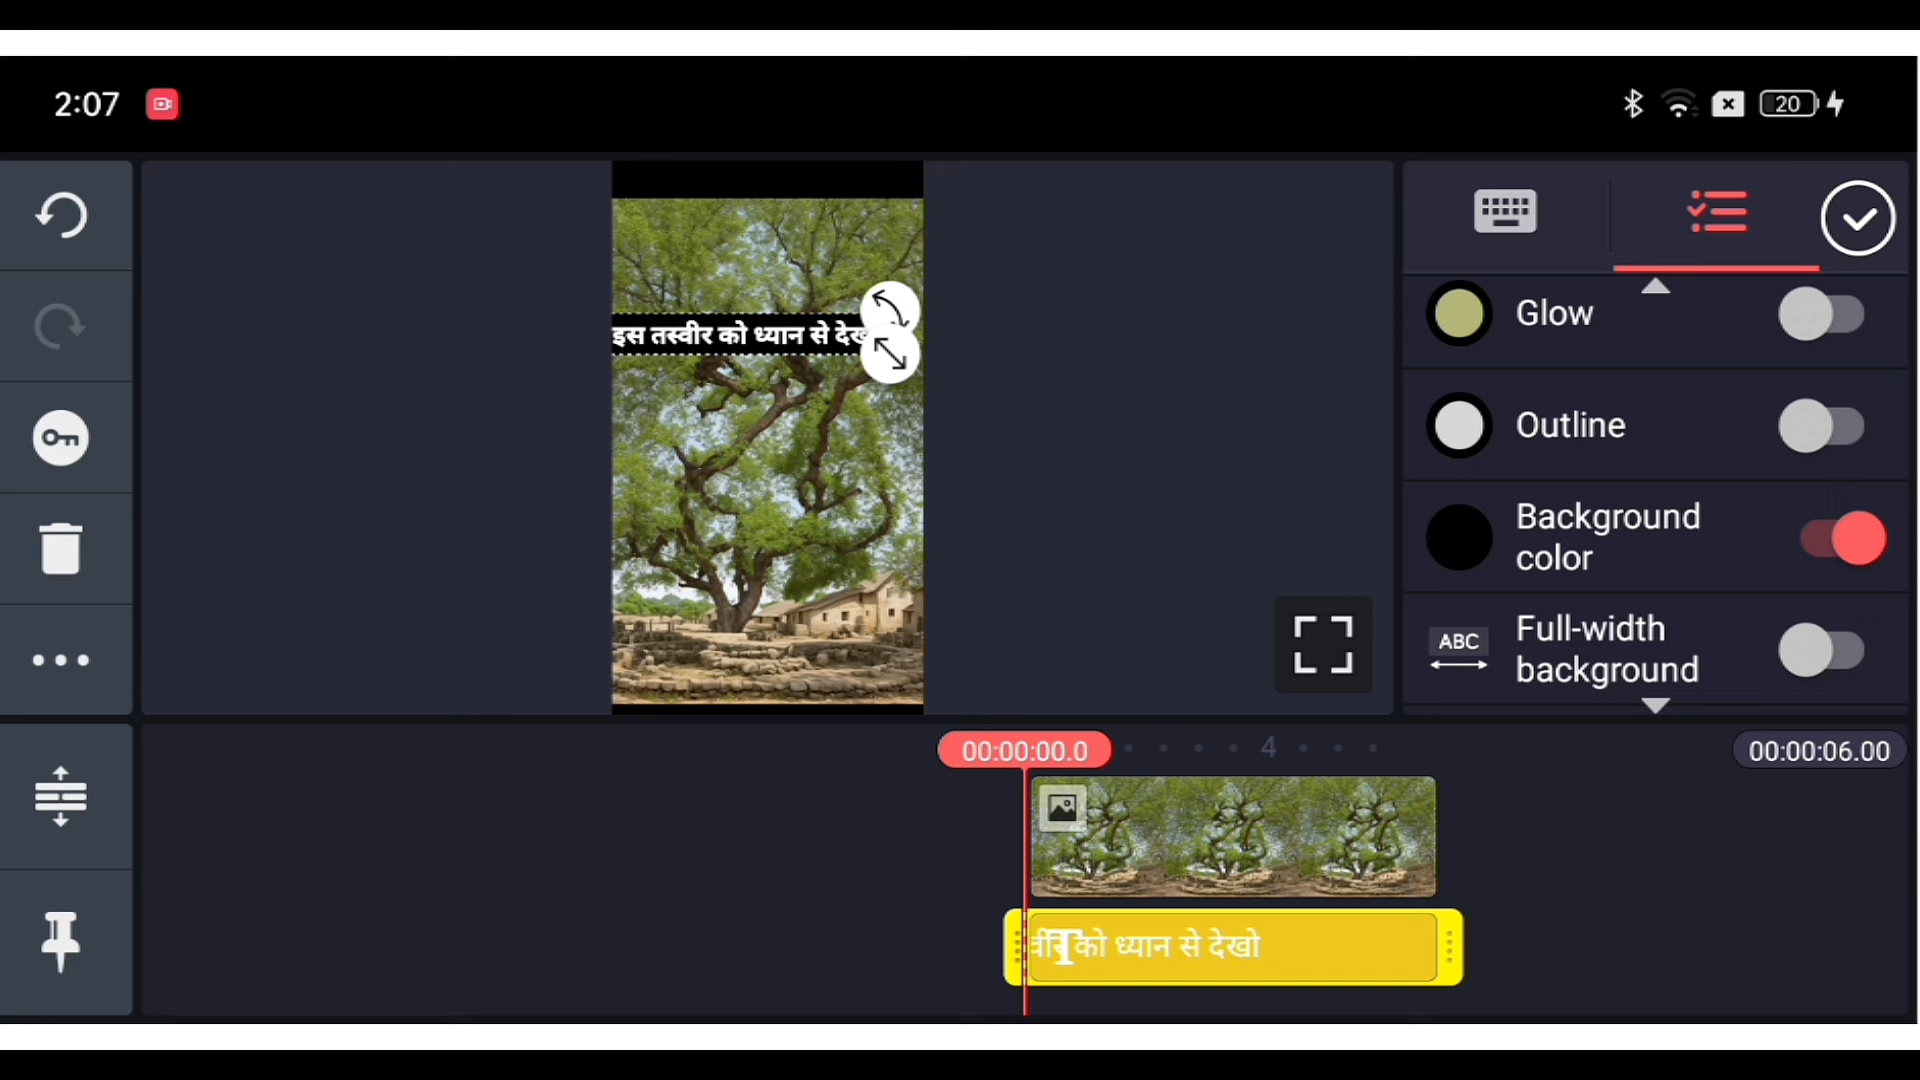 2:07
20
इस तस्वीर को ध्यान से
Glow
Outline
Background
color
ABC
Full-width
background
00:00:00.0
4
00:00:06.00
को ध्यान से देखो